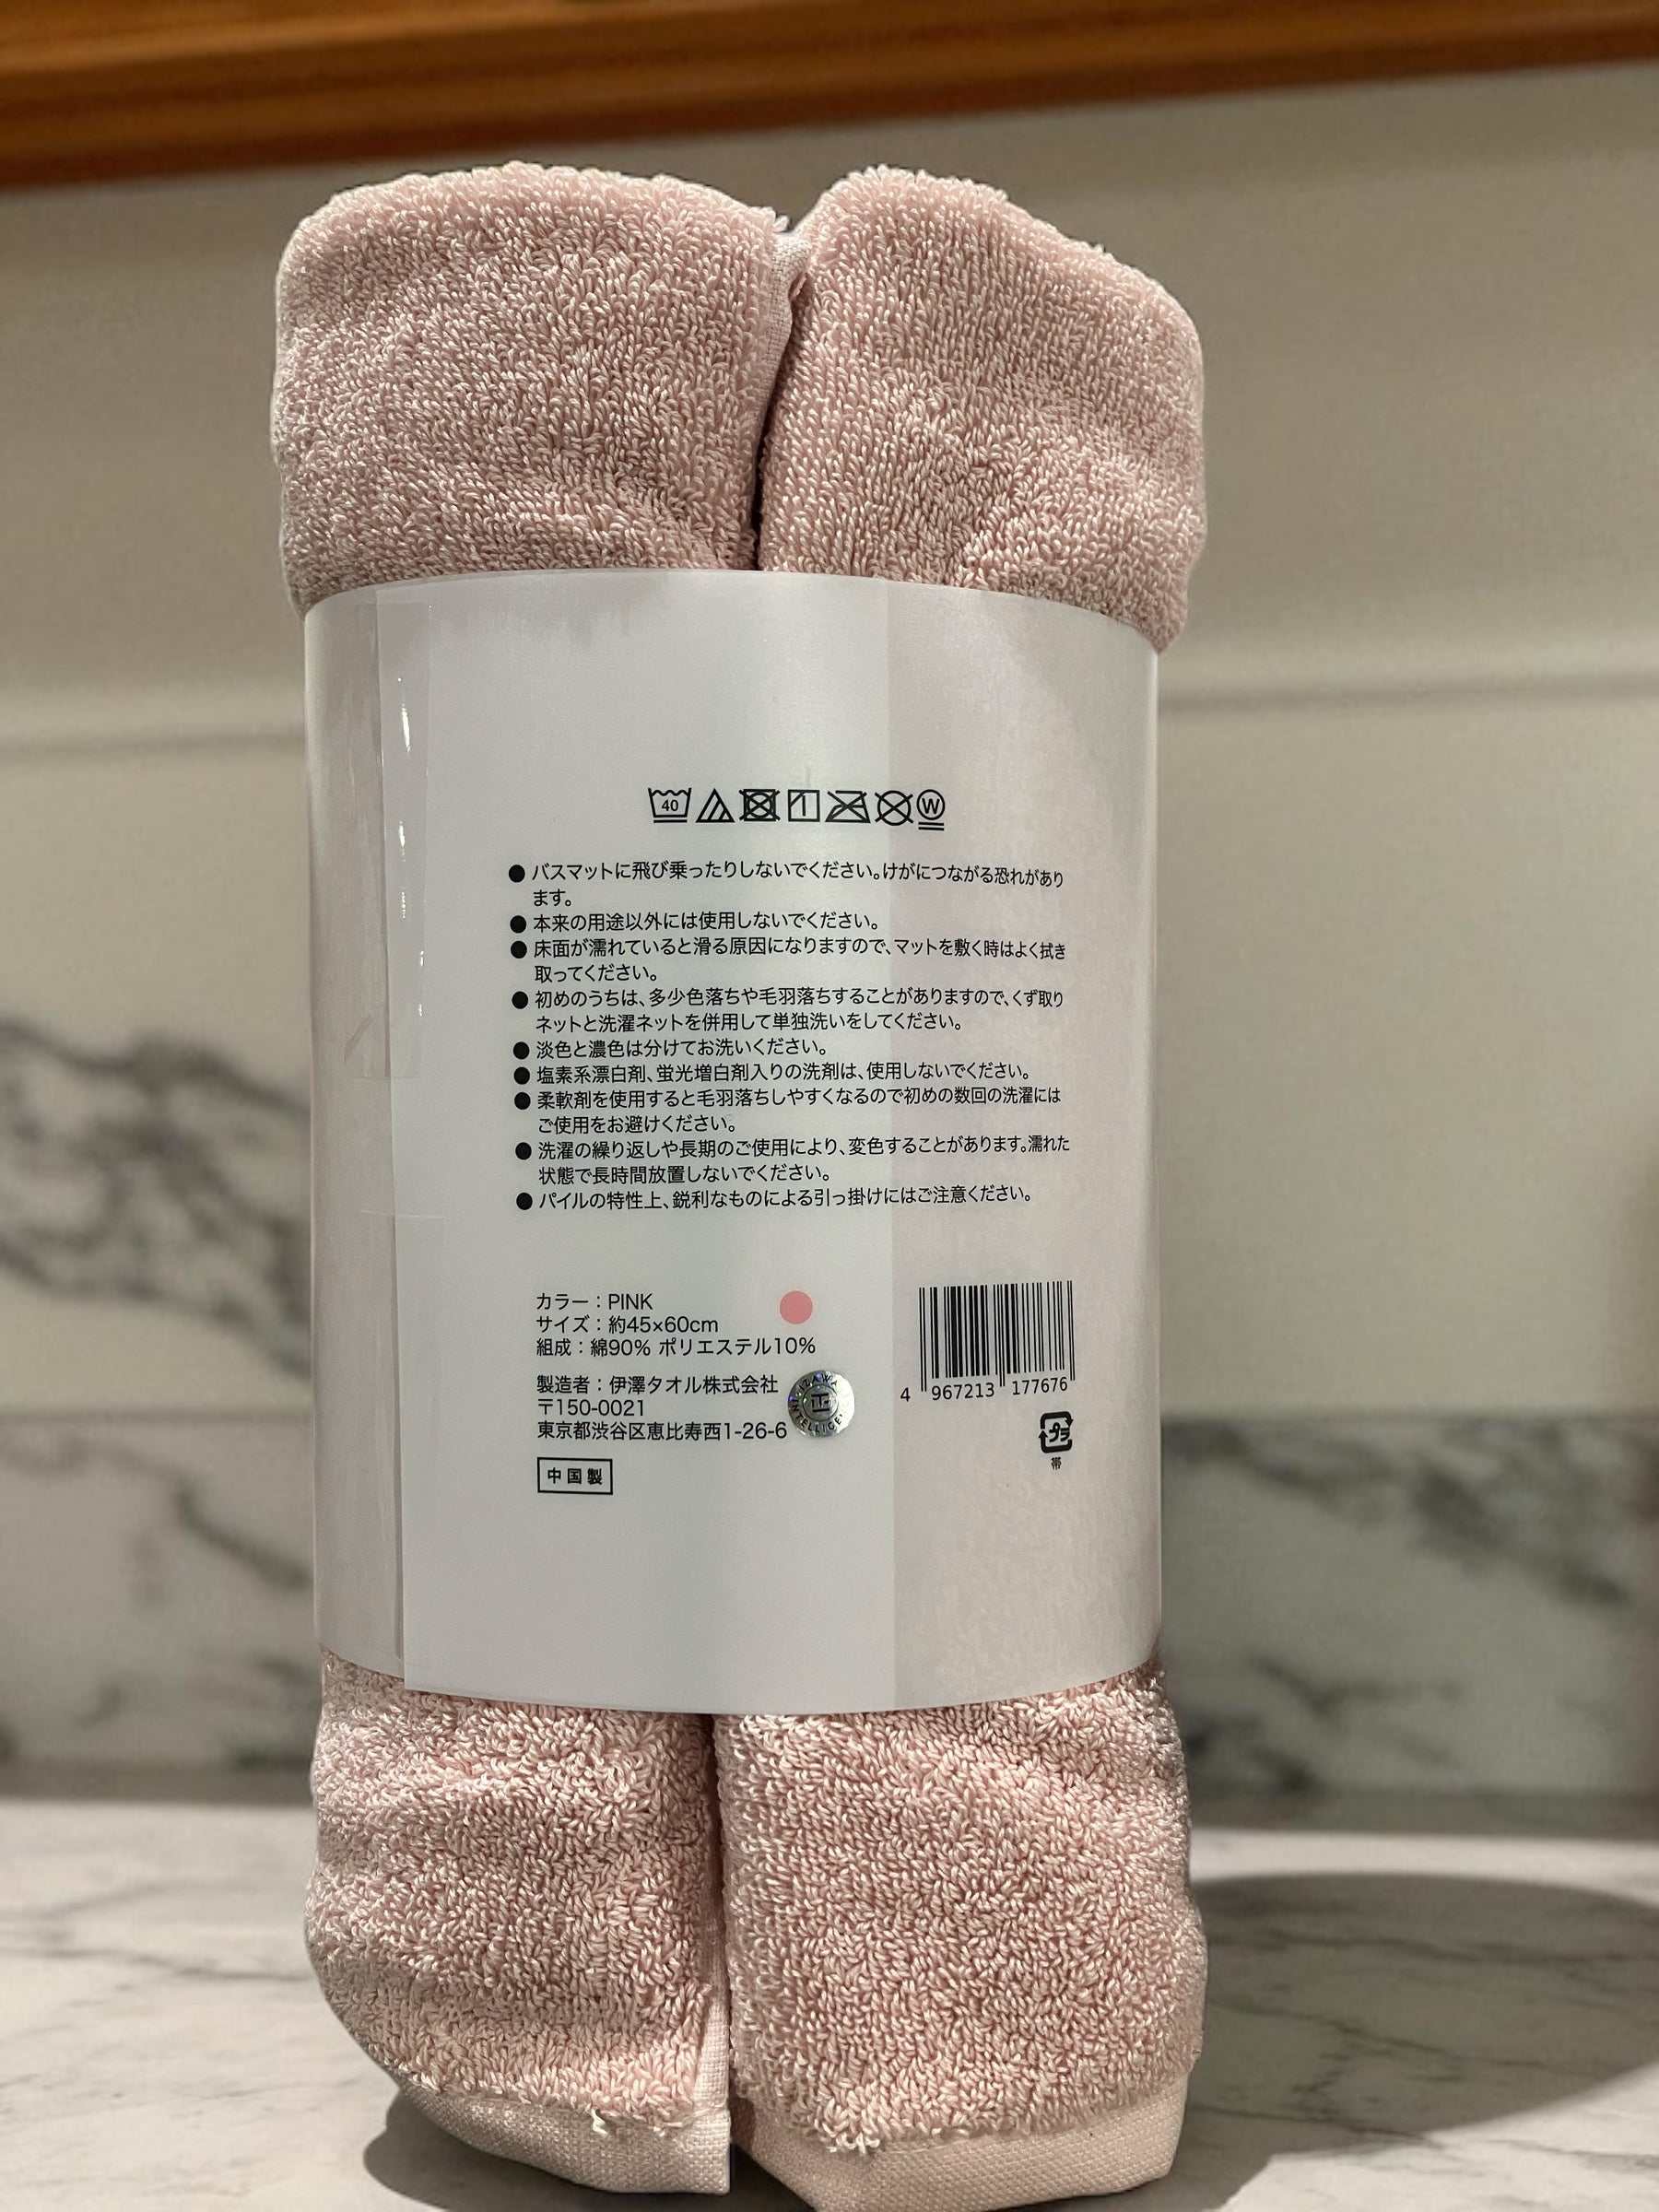 40 W
●バスマットに飛び乗ったりしないでください。けがにつながる恐れがあり
ます。
●本来の用途以外には使用しないでください。
●床面が濡れていると滑る原因になりますので、マットを敷く時はよく拭き
取ってください。
●初めのうちは、多少色落ちや毛羽落ちすることがありますので、くず取り
ネットと洗濯ネットを併用して単独洗いをしてください。
●淡色と濃色は分けてお洗いください。
●塩素系漂白剤、蛍光増白剤入りの洗剤は、使用しないでください。
●柔軟剤を使用すると毛羽落ちしやすくなるので初めの数回の洗濯には
ご使用をお避けください。
●洗濯の繰り返しや長期のご使用により、変色することがあります。濡れた
状態で長時間放置しないでください。
●パイルの特性上、鋭利なものによる引っ掛けにはご注意ください。
カラー：PINK
サイズ：約45×60cm
組成：綿90% ポリエステル10%
製造者：伊澤タオル株式会社
〒150-0021
東京都渋谷区恵比寿西1-26-6
中国製
IZAWA
正
4 967213 177676
プラ
帯